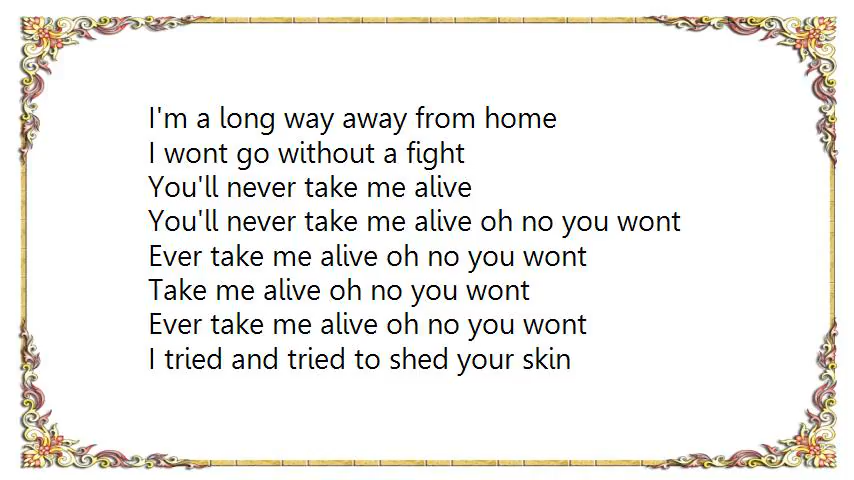 I'm a long way away from home
I wont go without a fight
You'll never take me alive
You'll never take me alive oh no you wont
Ever take me alive oh no you wont
Take me alive oh no you wont
Ever take me alive oh no you wont
I tried and tried to shed your skin